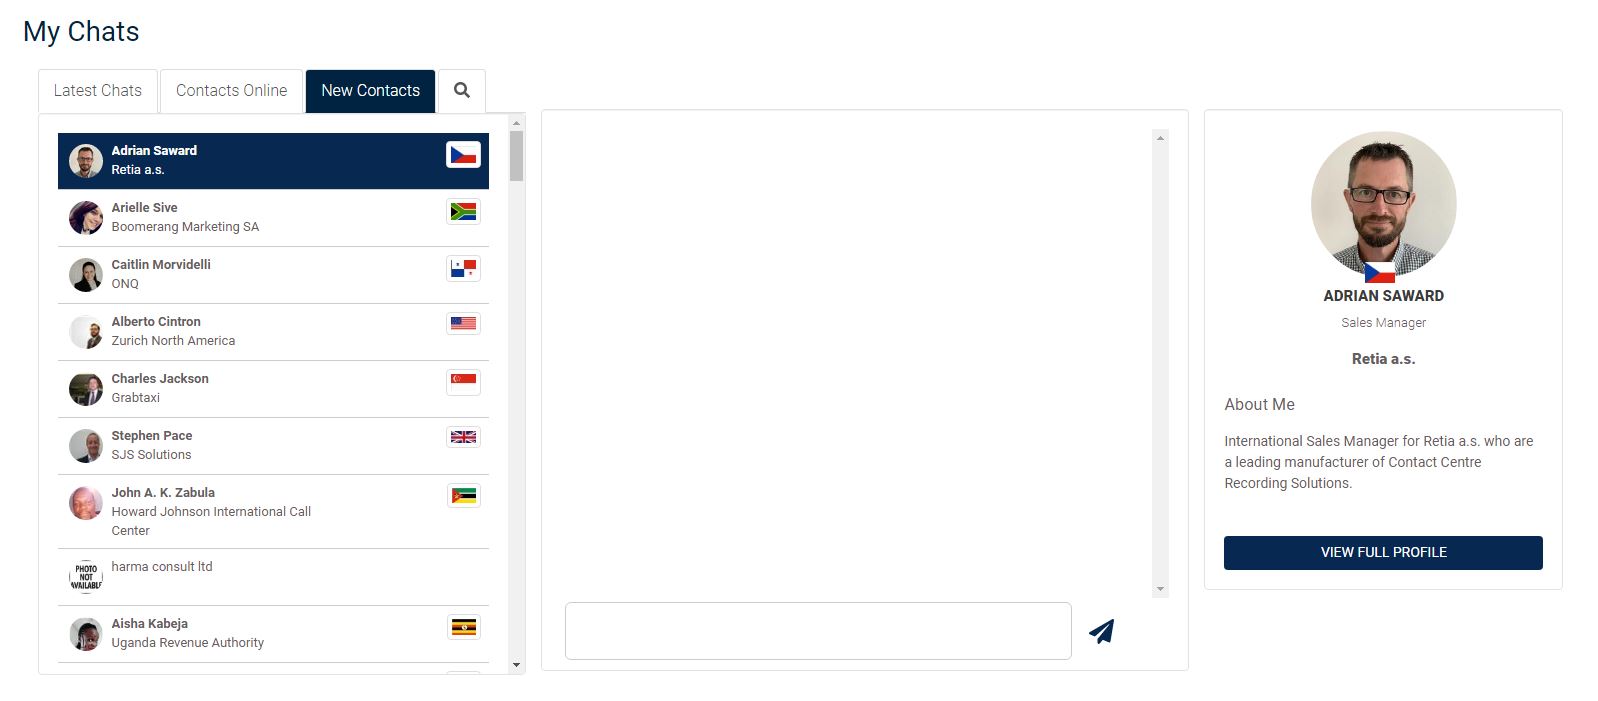 My Chats
Latest Chats
Contacts Online
New Contacts
Adrian Saward
Retia a.s.
Arielle Sive
Boomerang Marketing SA
Caitlin Morvidelli
ONQ
Alberto Cintron
Zurich North America
Charles Jackson
Grabtaxi
Stephen Pace
SJS Solutions
John A. K. Zabula
Howard Johnson International Call
Center
PHOTO
NOT
AVAILABLE
harma consult ltd
Aisha Kabeja
Uganda Revenue Authority
ADRIAN SAWARD
Sales Manager
Retia a.s.
About Me
International Sales Manager for Retia a.s. who are
a leading manufacturer of Contact Centre
Recording Solutions.
VIEW FULL PROFILE